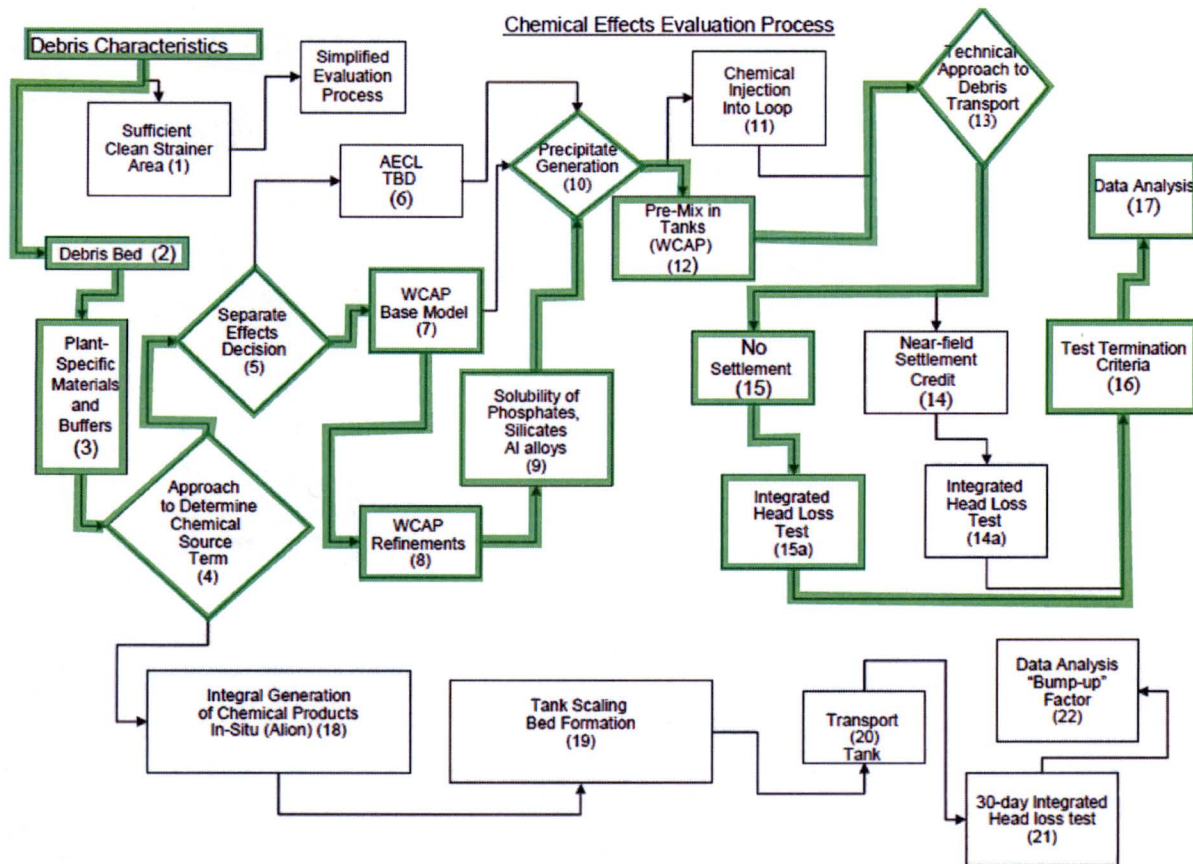 Chemical Effects Evaluation Process
Debris Characteristics
Simplified
Evaluation
Process
Sufficient
Clean Strainer
Area (1)
Debris Bed (2)
Plant-
Specific
Materials
and
Buffers
(3)
Approach
to Determine
Chemical
Source
Term
(4)
Separate
Effects
Decision
(5)
AECL
TBD
(6)
WCAP
Base Model
(7)
WCAP
Refinements
(8)
Solubility of
Phosphates,
Silicates
Al alloys
(9)
Precipitate
Generation
(10)
Chemical
Injection
Into Loop
(11)
Pre-Mix in
Tanks
(WCAP)
(12)
Technical
Approach to
Debris
Transport
(13)
No
Settlement
(15)
Near-field
Settlement
Credit
(14)
Integrated
Head Loss
Test
(15a)
Integrated
Head Loss
Test
(14a)
Test Termination
Criteria
(16)
Data Analysis
(17)
Integral Generation
of Chemical Products
In-Situ (Alion) (18)
Tank Scaling
Bed Formation
(19)
Transport
(20)
Tank
30-day Integrated
Head loss test
(21)
Data Analysis
“Bump-up”
Factor
(22)